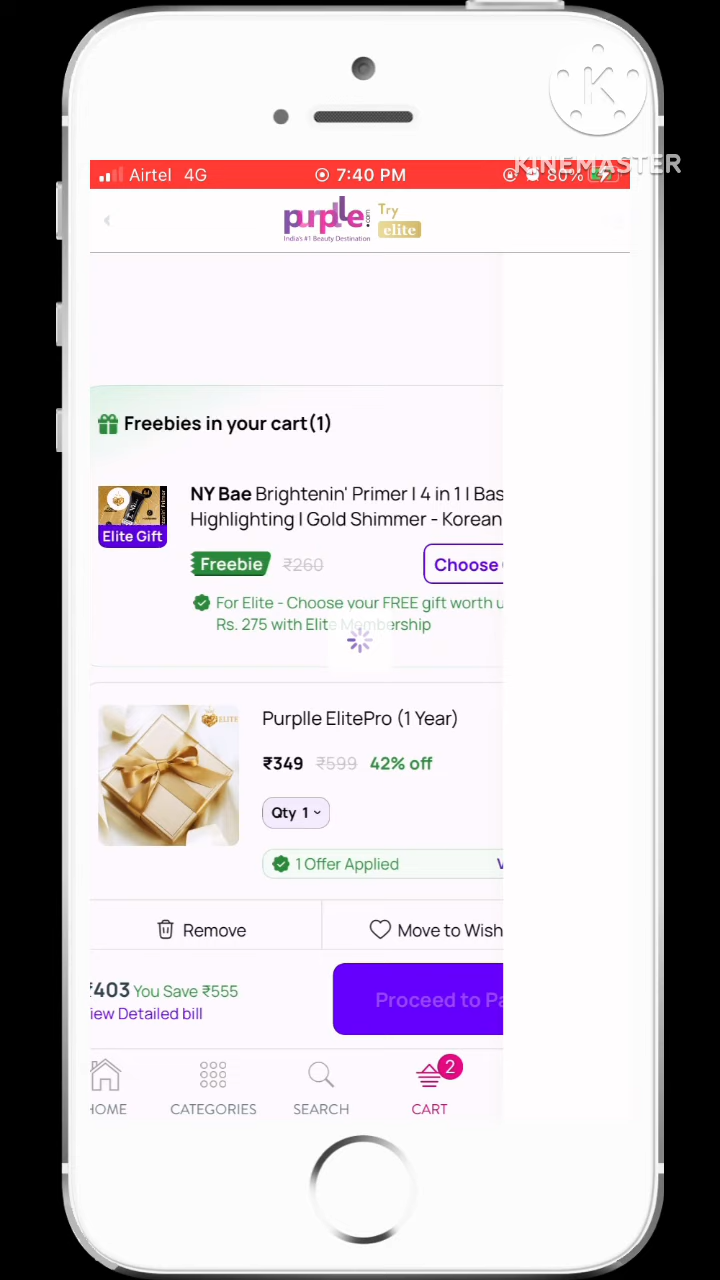 K
KINEMASTER
Airtel 4G
7:40 PM
80%
purplle.com
India's #1 Beauty Destination
Try
elite
Freebies in your cart(1)
NY Bae Brightenin' Primer | 4 in 1 | Bas
Highlighting | Gold Shimmer - Korean
Elite Gift
Freebie ₹260
Choose
For Elite - Choose your FREE gift worth u
Rs. 275 with Elite Membership
ELITE
Purplle ElitePro (1 Year)
₹349 ₹599 42% off
Qty 1
1 Offer Applied
V
Remove
Move to Wish
₹403 You Save ₹555
iew Detailed bill
Proceed to Pa
HOME
CATEGORIES
SEARCH
CART
2